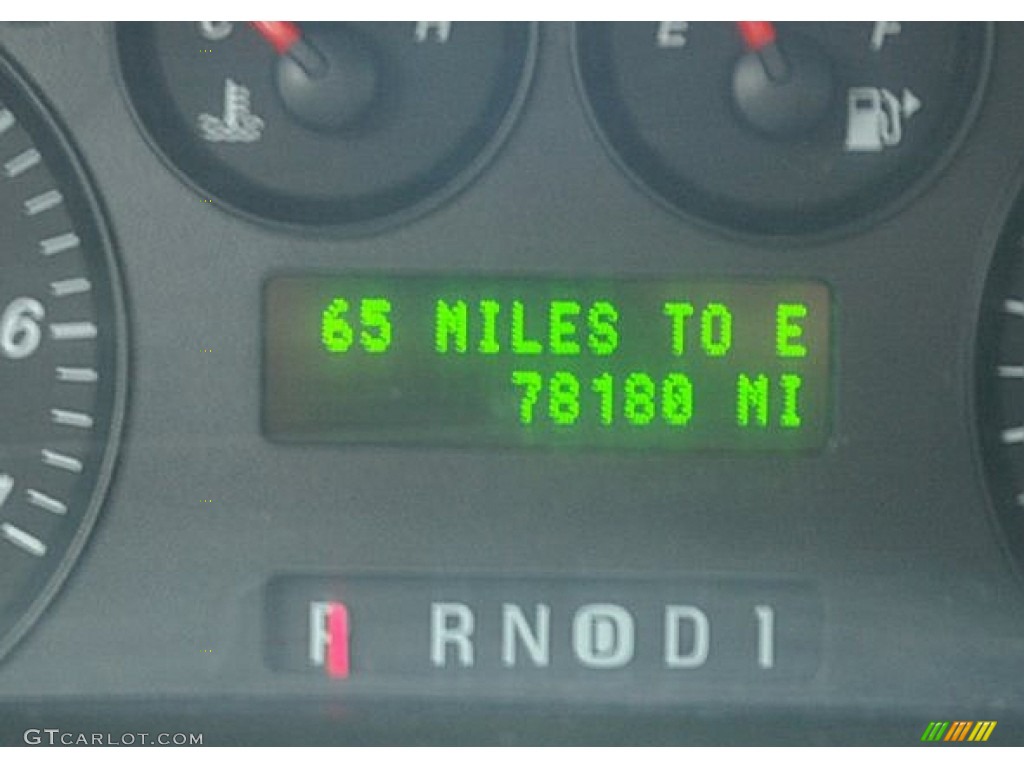 C H E F
6
65 MILES TO E
78180 MI
P R N D D 1
GTCARLOT.COM